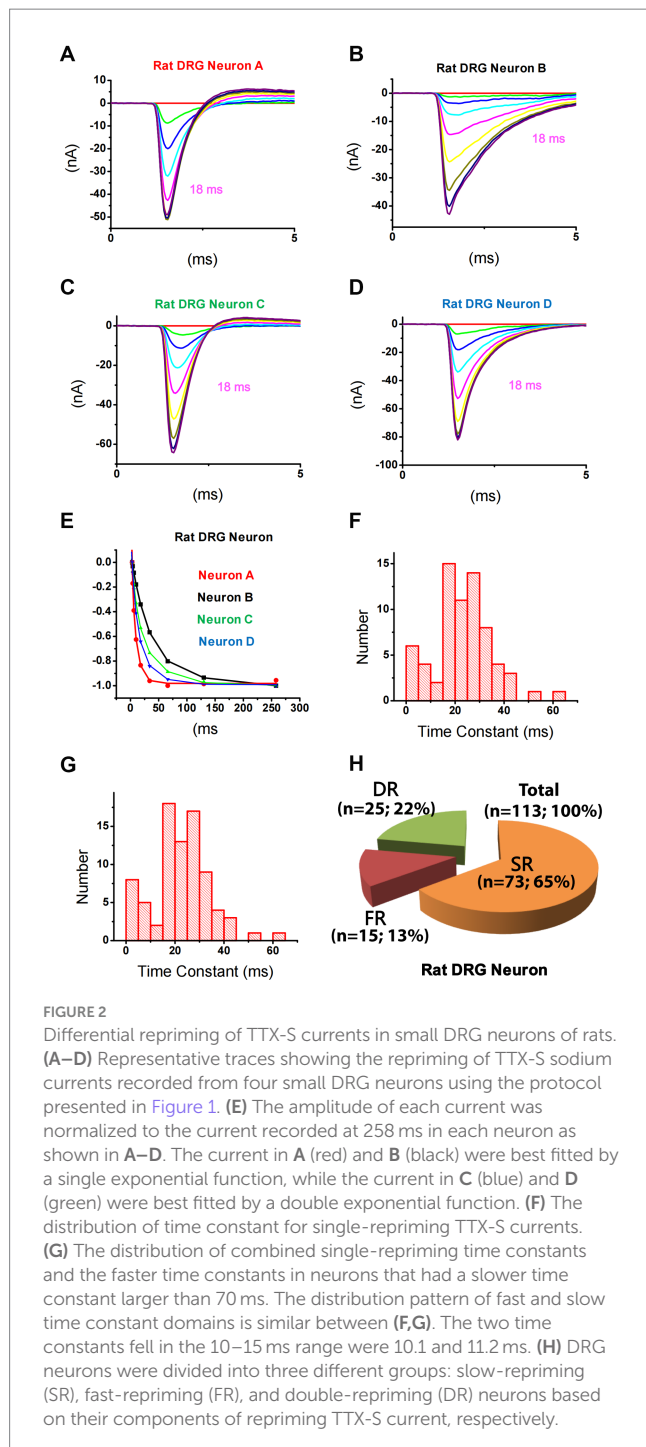 A
Rat DRG Neuron A
10
0
-10
-20
-30
-40
-50
(nA)
18 ms
0
5
(ms)
B
Rat DRG Neuron B
0
-10
-20
-30
-40
(nA)
18 ms
0
5
(ms)
C
Rat DRG Neuron C
0
-20
-40
-60
(nA)
18 ms
0
5
(ms)
D
Rat DRG Neuron D
0
-20
-40
-60
-80
-100
(nA)
18 ms
0
5
(ms)
E
Rat DRG Neuron
0.0
-0.2
-0.4
-0.6
-0.8
-1.0
Neuron A
Neuron B
Neuron C
Neuron D
0 50 100 150 200 250 300
(ms
F
15
10
5
0
Number
0 20 40 60
Time Constant (ms)
G
15
10
5
0
Number
0 10 20 30 40 50 60
Time Constant (ms)
H
DR
(n=25; 22%)
Total
(n=113; 100%)
SR
(n=73; 65%)
FR
(n=15; 13%)
Rat DRG Neuron
FIGURE 2
Differential repriming of TTX-S currents in small DRG neurons of rats.
(A–D) Representative traces showing the repriming of TTX-S sodium
currents recorded from four small DRG neurons using the protocol
presented in Figure 1. (E) The amplitude of each current was
normalized to the current recorded at 258 ms in each neuron as
shown in A–D. The current in A (red) and B (black) were best fitted by
a single exponential function, while the current in C (blue) and D
(green) were best fitted by a double exponential function. (F) The
distribution of time constant for single-repriming TTX-S currents.
(G) The distribution of combined single-repriming time constants
and the faster time constants in neurons that had a slower time
constant larger than 70 ms. The distribution pattern of fast and slow
time constant domains is similar between (F,G). The two time
constants fell in the 10–15 ms range were 10.1 and 11.2 ms. (H) DRG
neurons were divided into three different groups: slow-repriming
(SR), fast-repriming (FR), and double-repriming (DR) neurons based
on their components of repriming TTX-S current, respectively.